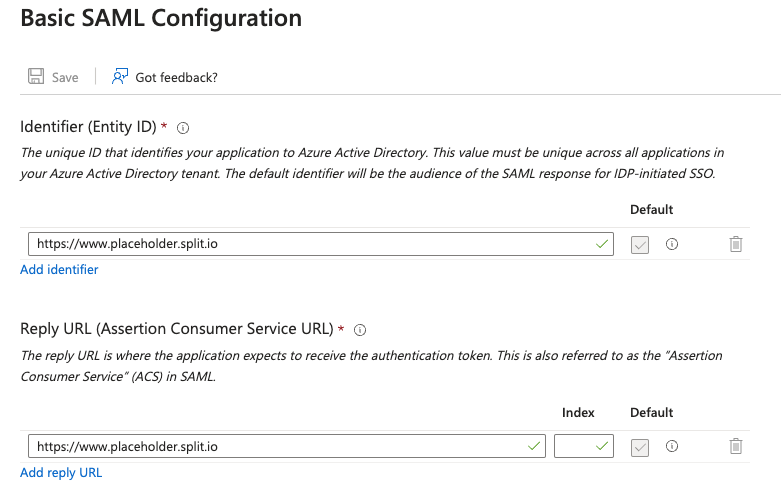 Basic SAML Configuration
Save Got feedback?
Identifier (Entity ID) *
The unique ID that identifies your application to Azure Active Directory. This value must be unique across all applications in
your Azure Active Directory tenant. The default identifier will be the audience of the SAML response for IDP-initiated SSO.
Default
https://www.placeholder.split.io
Add identifier
Reply URL (Assertion Consumer Service URL) *
The reply URL is where the application expects to receive the authentication token. This is also referred to as the "Assertion
Consumer Service" (ACS) in SAML.
Index Default
https://www.placeholder.split.io
Add reply URL